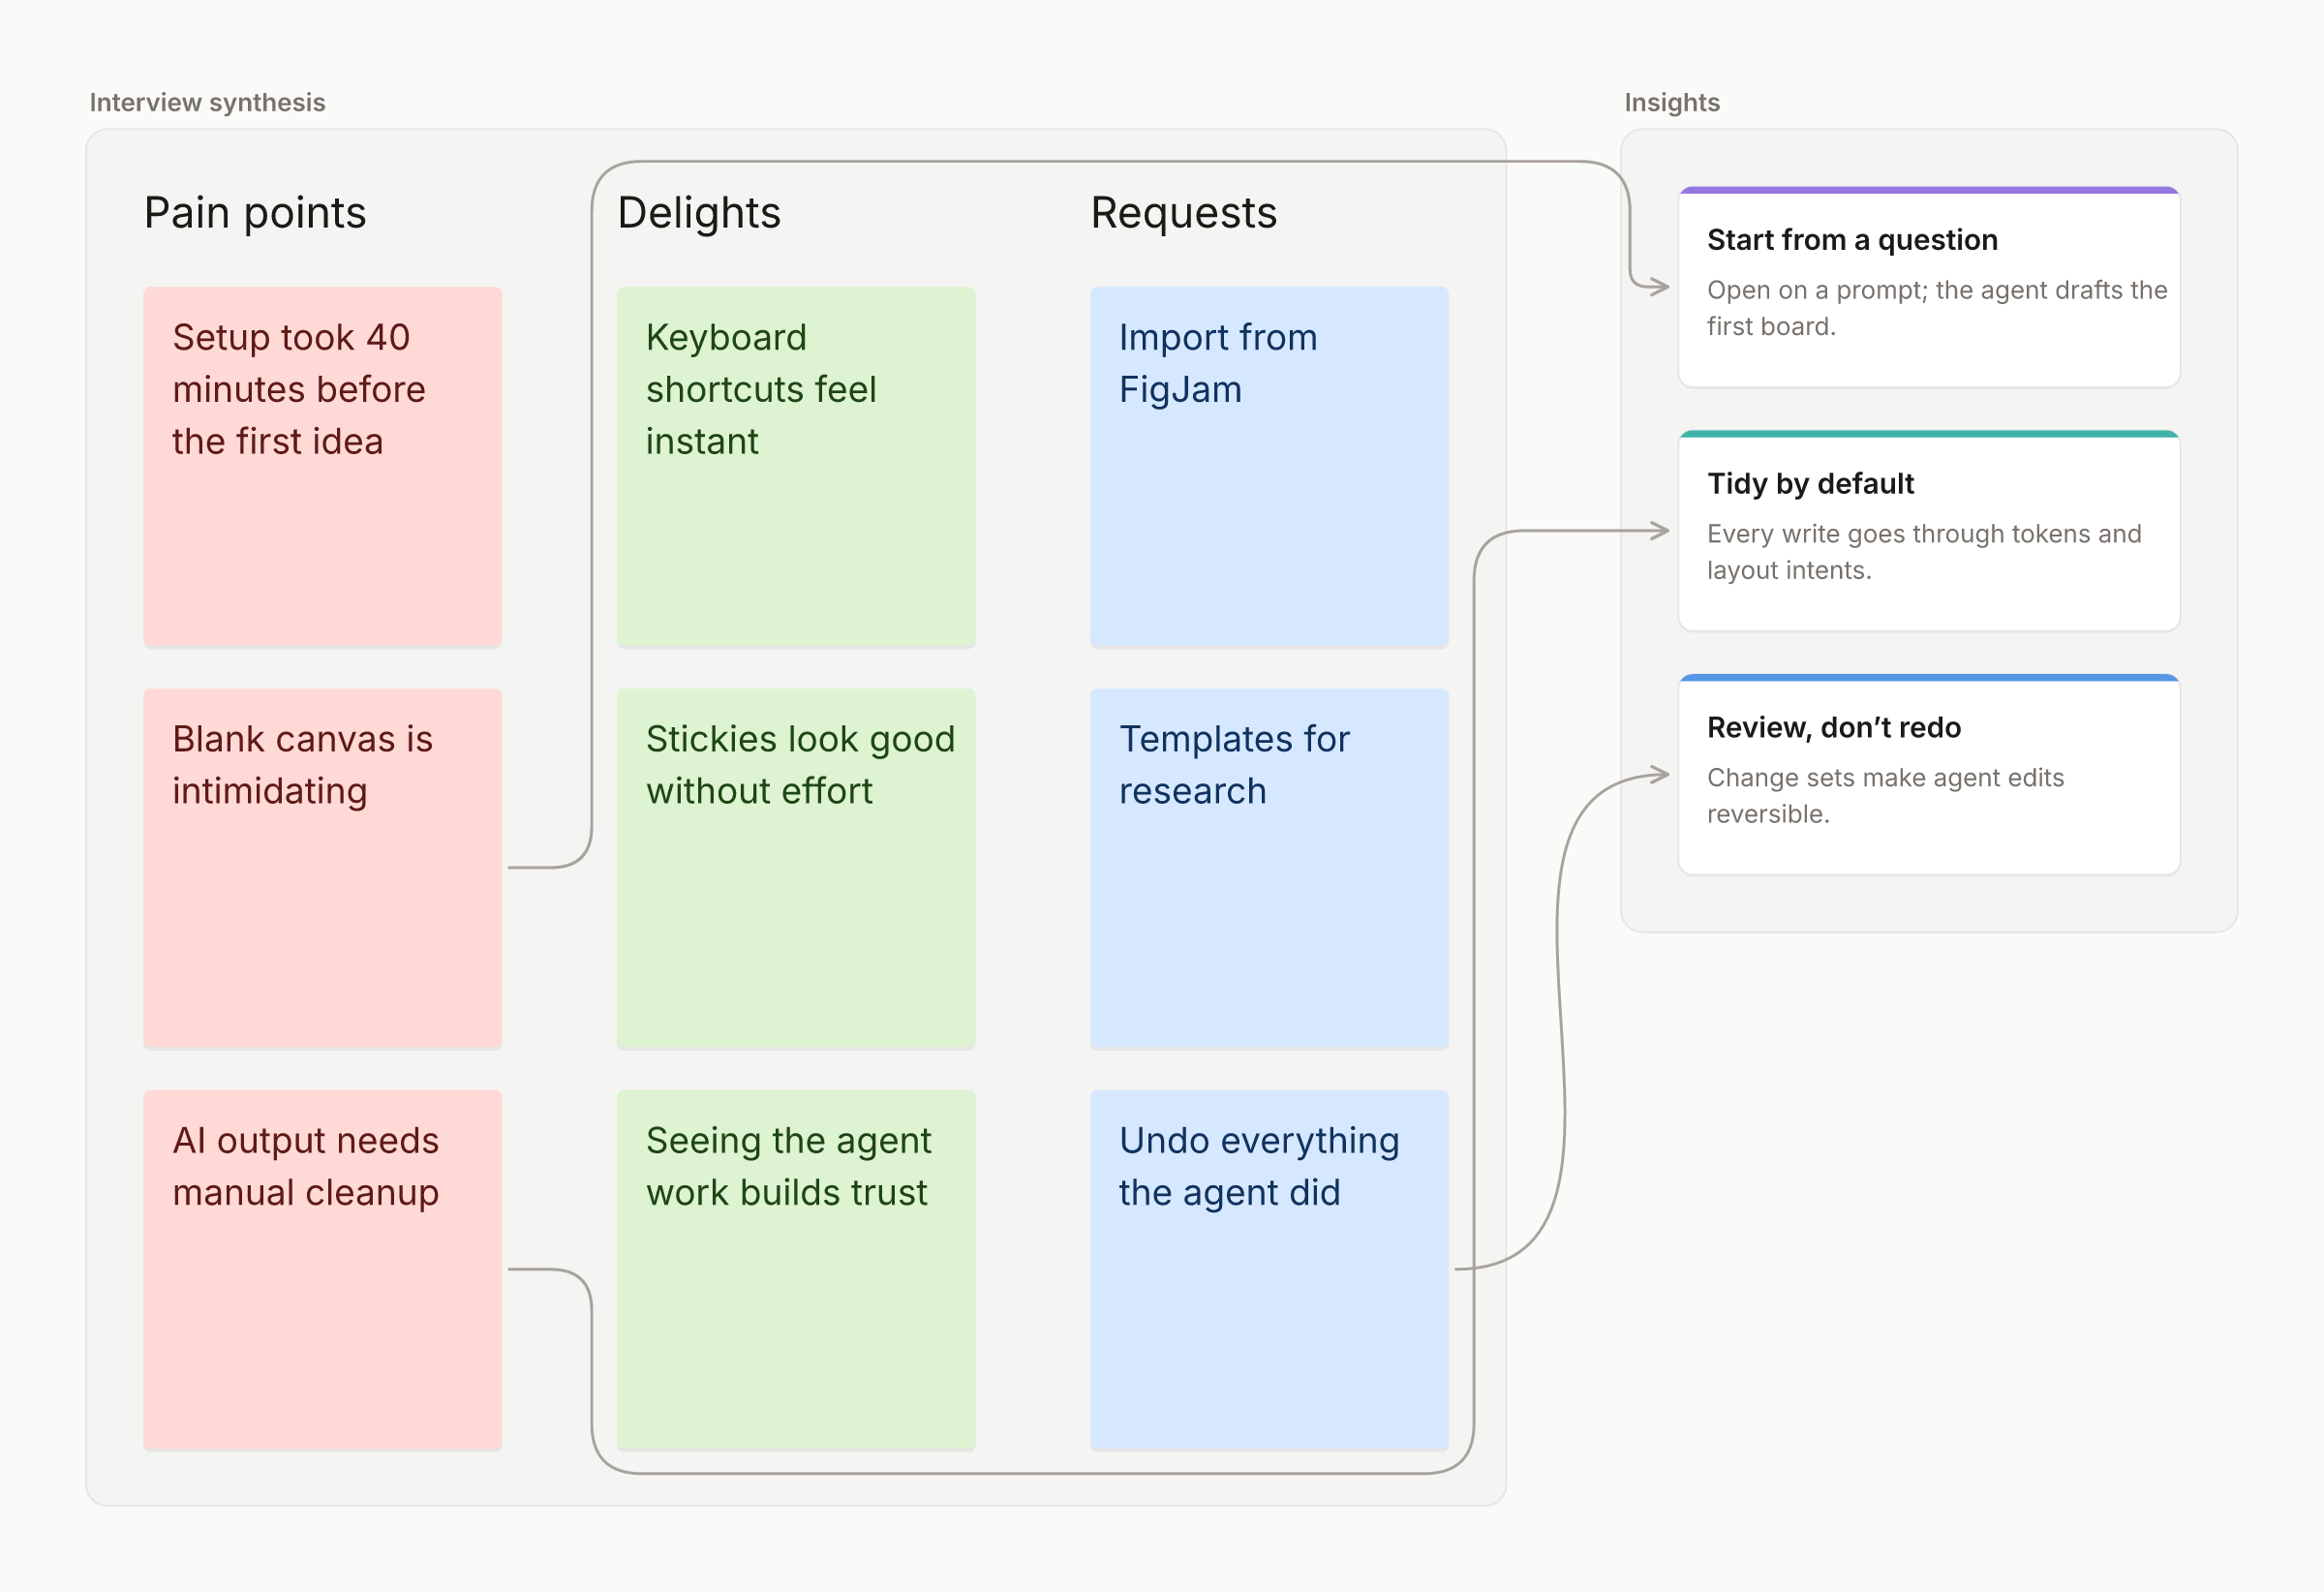 Interview synthesis
Pain points
Setup took 40
minutes before
the first idea
Blank canvas is
intimidating
AI output needs
manual cleanup
Delights
Keyboard
shortcuts feel
instant
Stickies look good
without effort
Seeing the agent
work builds trust
Requests
Import from
FigJam
Templates for
research
Undo everything
the agent did
Insights
Start from a question
Open on a prompt; the agent drafts the
first board.
Tidy by default
Every write goes through tokens and
layout intents.
Review, don’t redo
Change sets make agent edits
reversible.